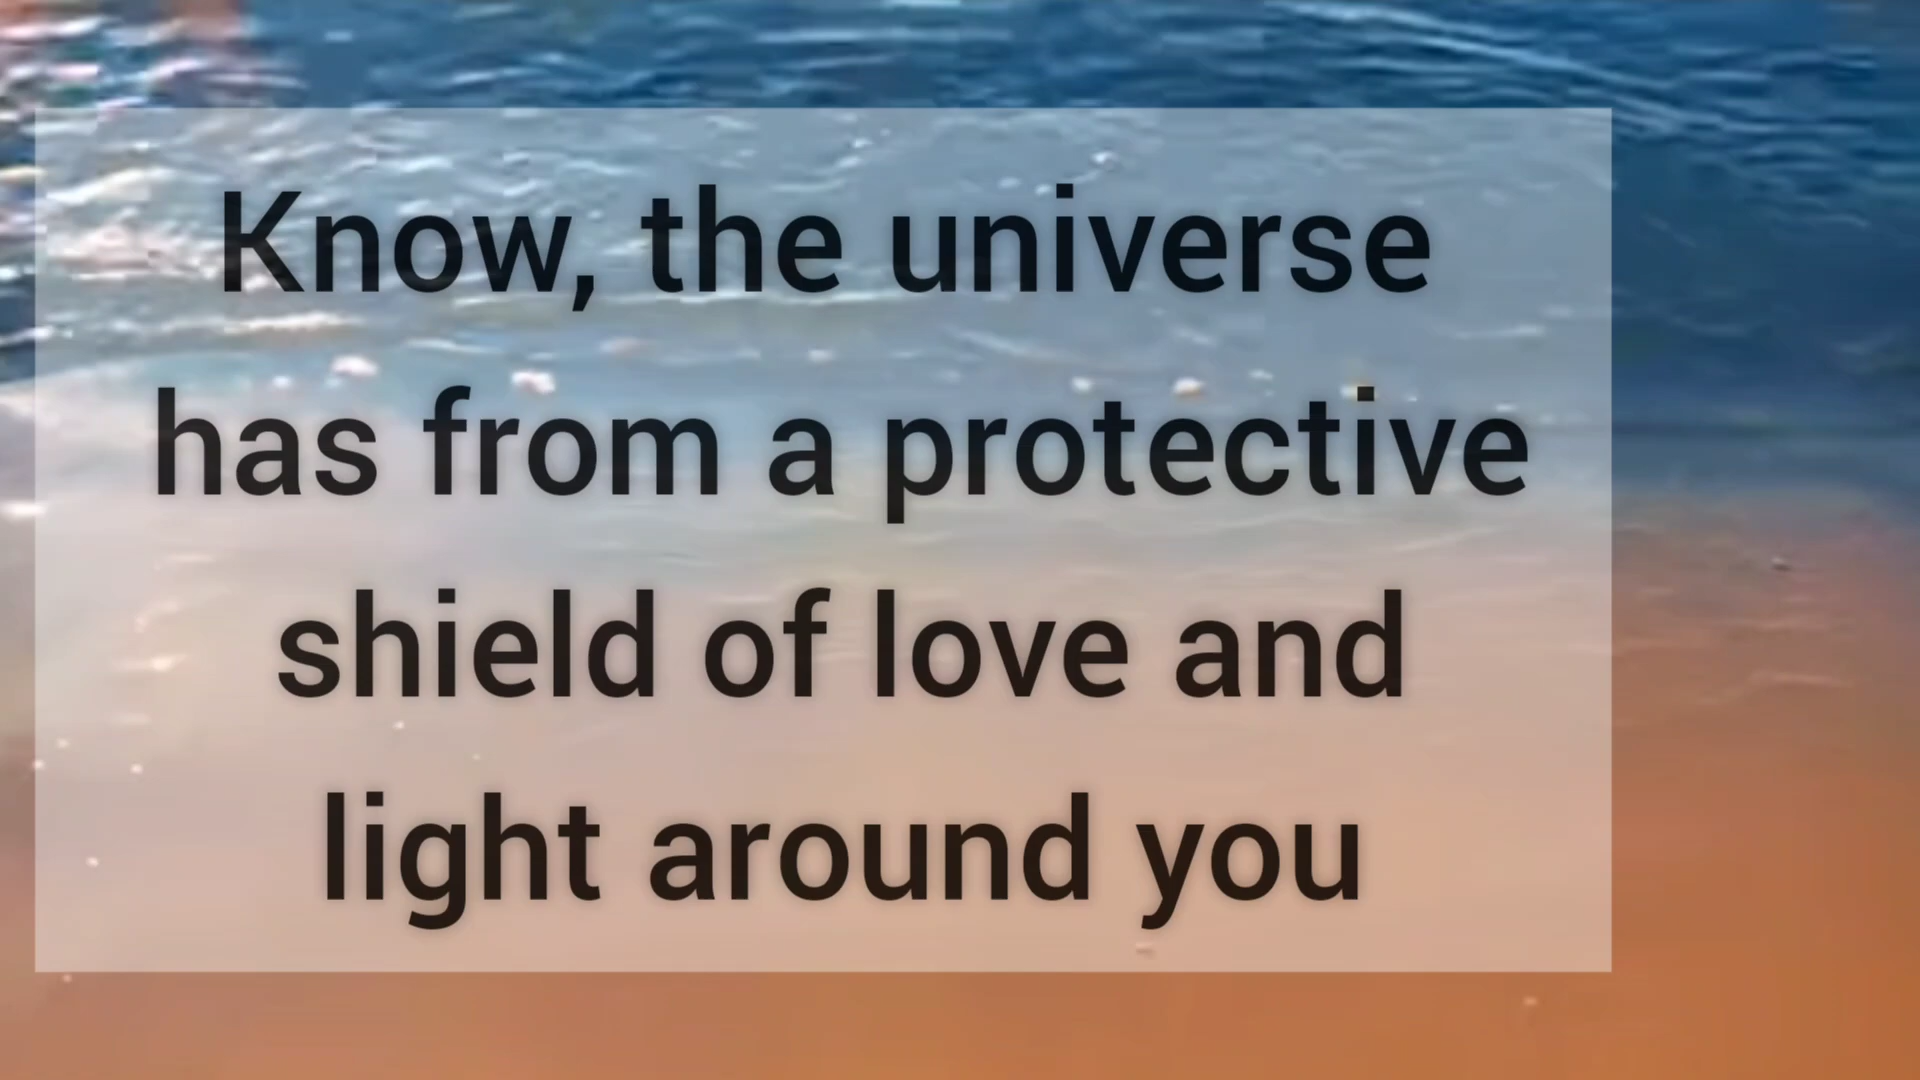 Know, the universe
has from a protective
shield of love and
light around you